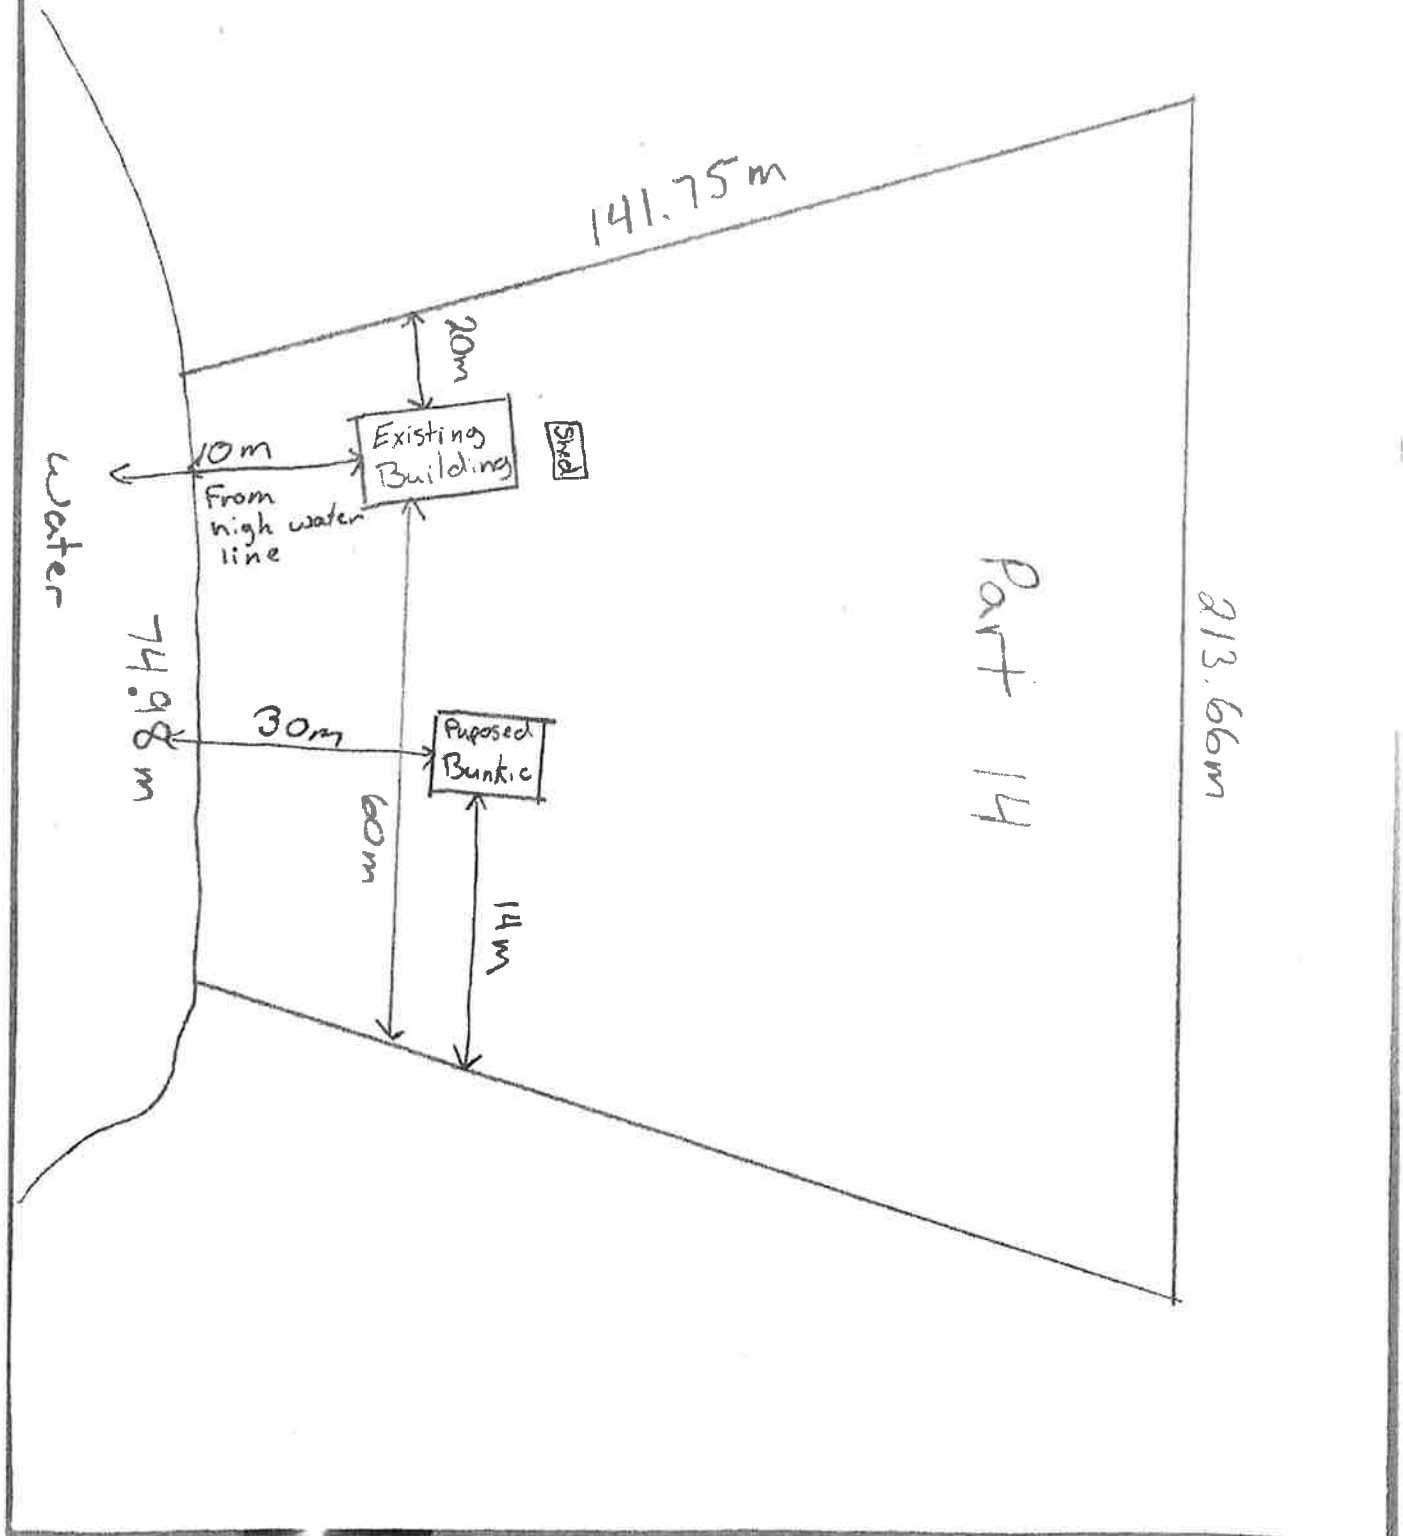 141.75m
20m
Existing
Building
Shed
10m
From
high water
line
Water
74.98m
30m
Puposed
Bunkie
60m
14m
Part 14
213.66m